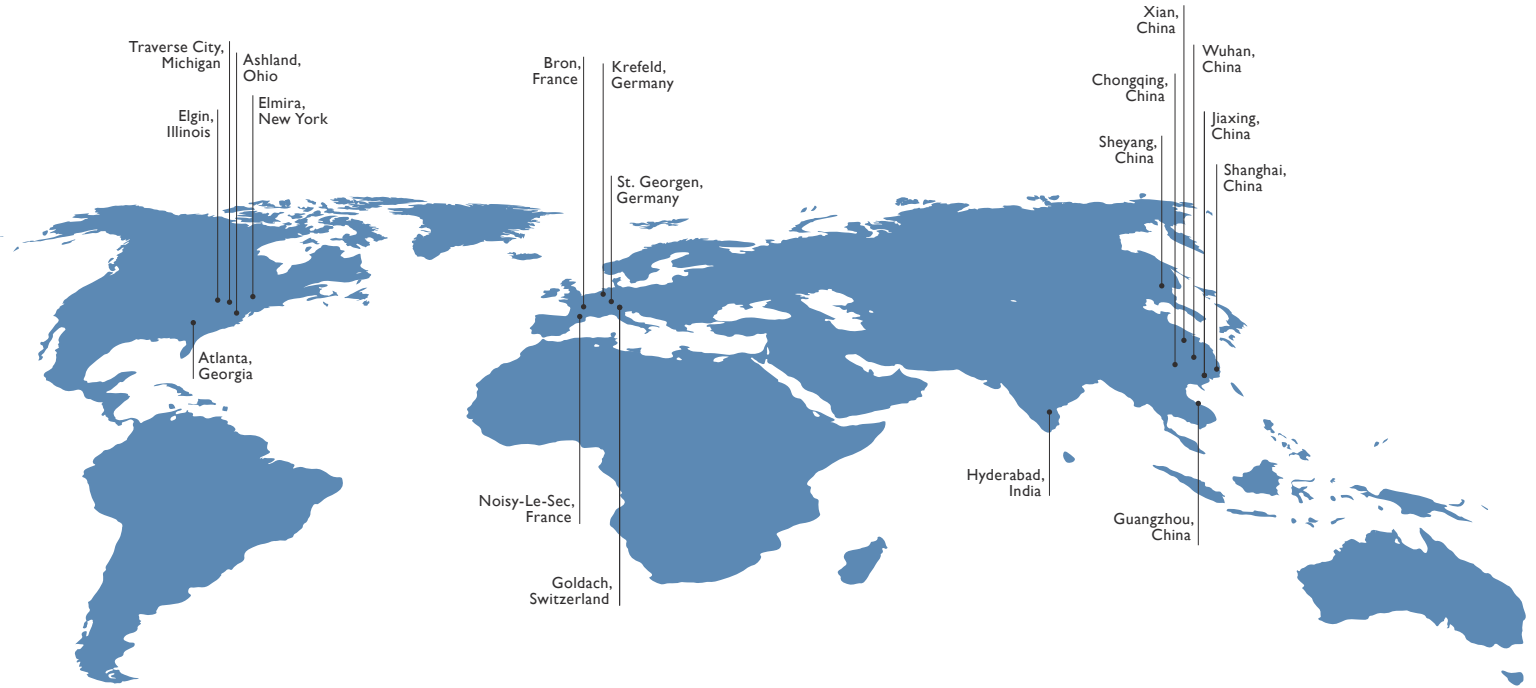 Xian,
China
Traverse City,
Michigan
Ashland,
Ohio
Wuhan,
China
Bron,
France
Krefeld,
Germany
Chongqing,
China
Elmira,
New York
Elgin,
Illinois
Jiaxing,
China
Sheyang,
China
Shanghai,
China
St. Georgen,
Germany
Atlanta,
Georgia
Hyderabad,
India
Noisy-Le-Sec,
France
Guangzhou,
China
Goldach,
Switzerland